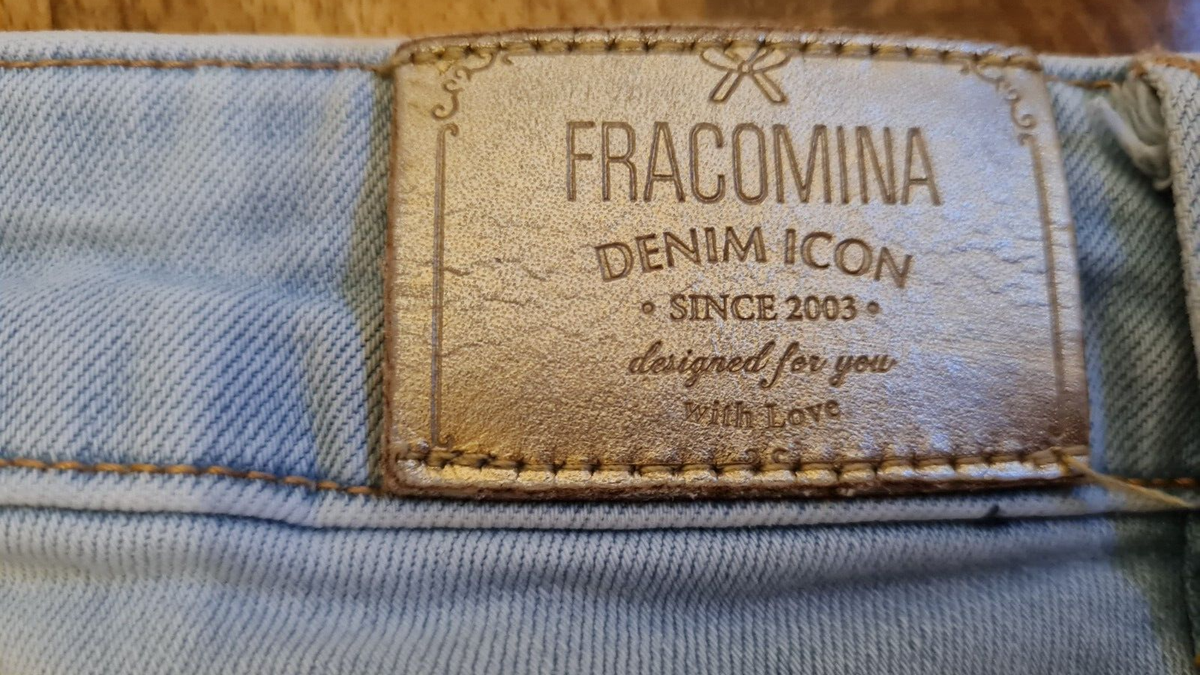 FRACOMINA
DENIM ICON
• SINCE 2003 •
designed for you
with Love